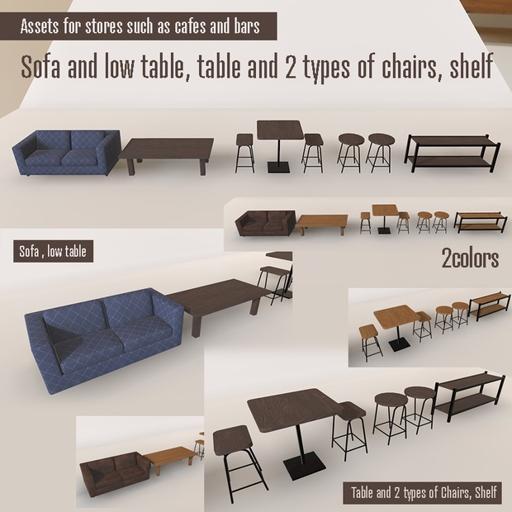 Assets for stores such as cafes and bars
Sofa and low table, table and 2 types of chairs, shelf
2colors
Sofa , low table
Table and 2 types of Chairs, Shelf